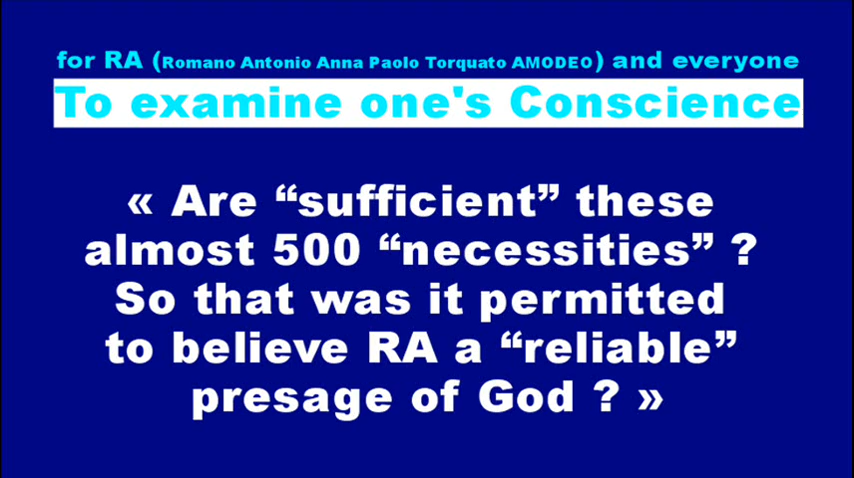 for RA (Romano Antonio Anna Paolo Torquato AMODEO) and everyone
To examine one's Conscience
« Are “sufficient” these
almost 500 “necessities” ?
So that was it permitted
to believe RA a “reliable”
presage of God ? »